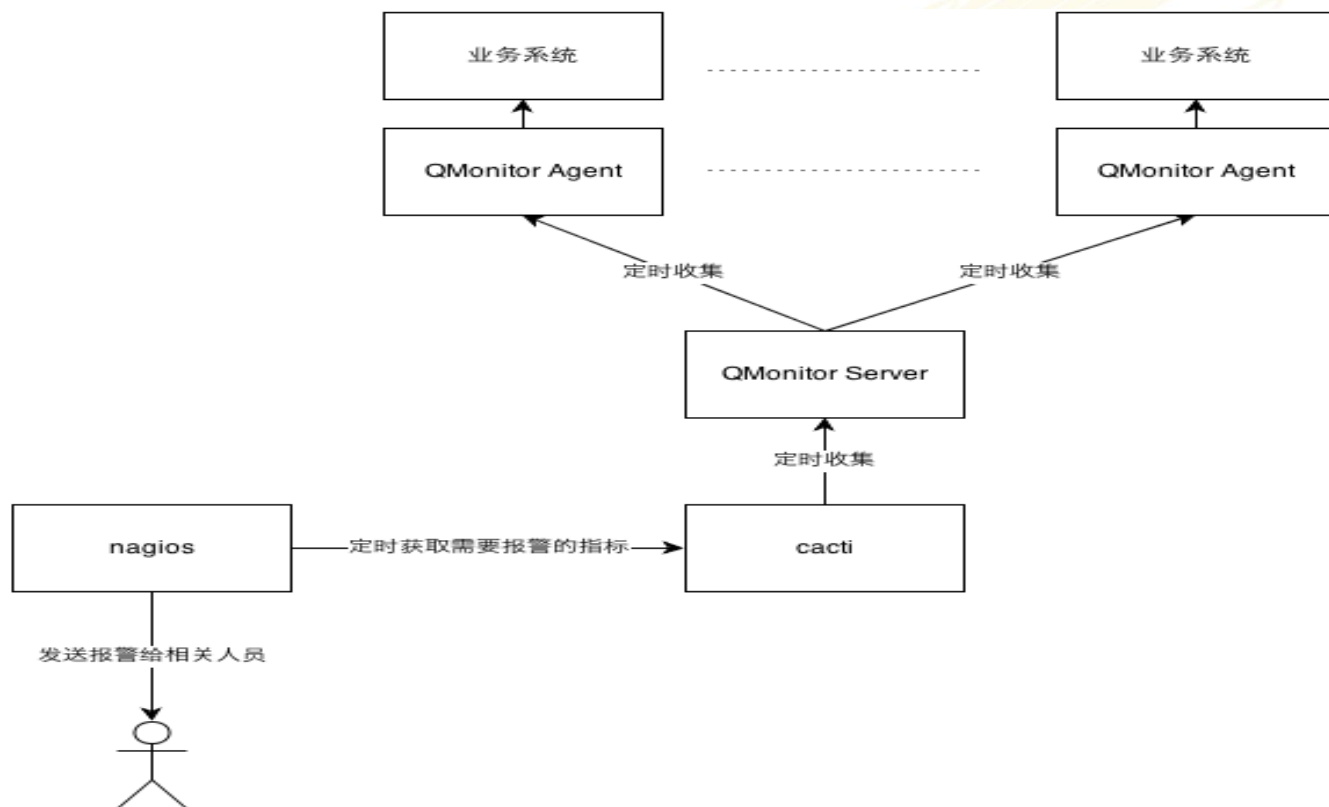 业务系统
业务系统
QMonitor Agent
QMonitor Agent
定时收集
定时收集
QMonitor Server
定时收集
nagios
定时获取需要报警的指标
cacti
发送报警给相关人员